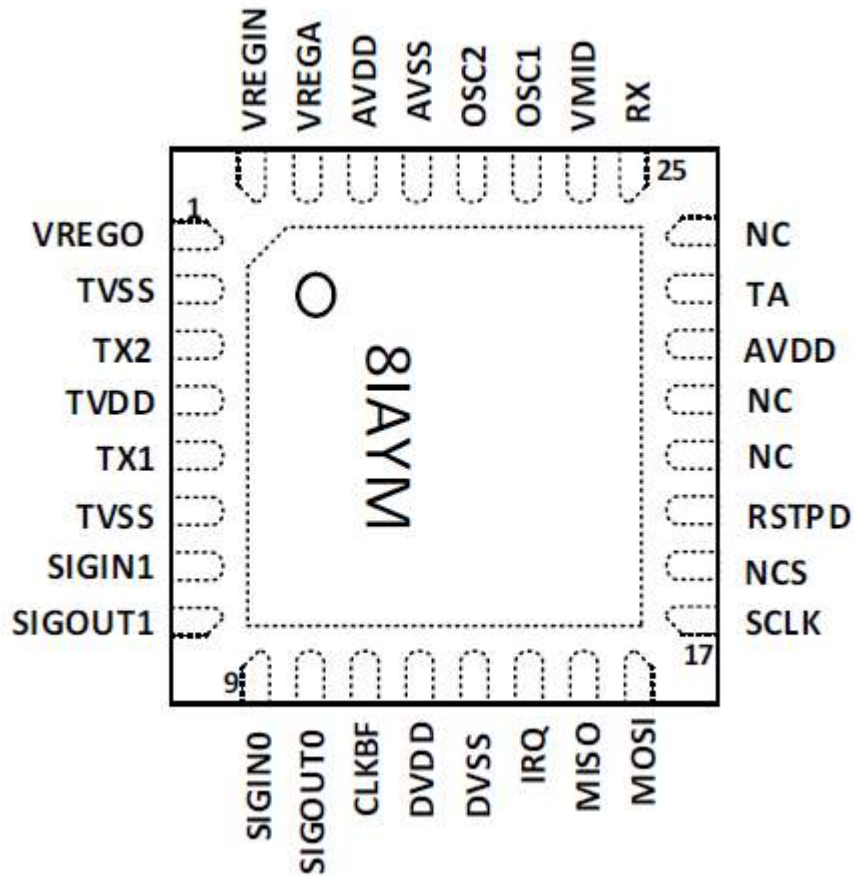 VREGIN
VREGA
AVDD
AVSS
OSC2
OSC1
VMID
RX
25
1
VREGO
TVSS
TX2
TVDD
TX1
TVSS
SIGIN1
SIGOUT1
8IAYM
NC
TA
AVDD
NC
NC
RSTPD
NCS
SCLK
17
9
SIGIN0
SIGOUT0
CLKBF
DVDD
DVSS
IRQ
MISO
MOSI